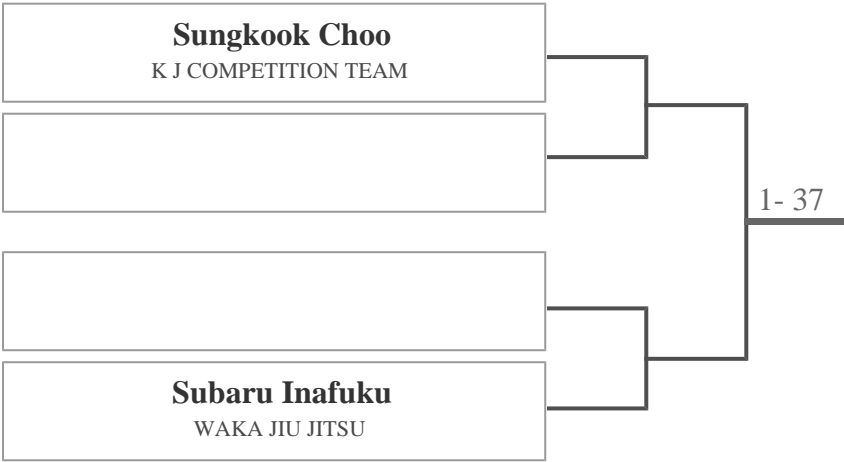 Sungkook Choo
K J COMPETITION TEAM
1- 37
Subaru Inafuku
WAKA JIU JITSU